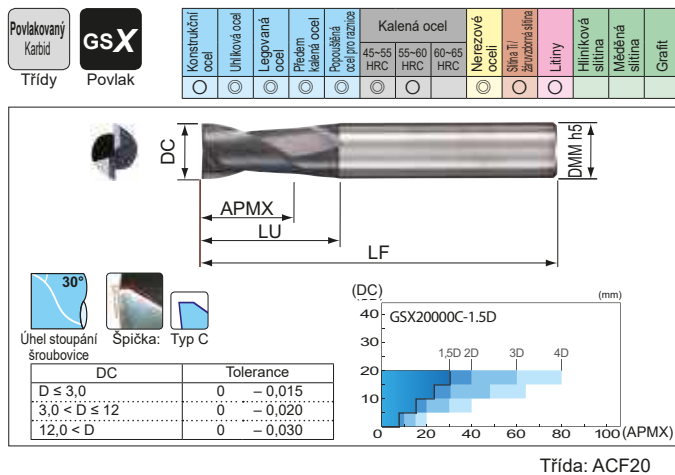 Povlakovaný
Karbid
Třídy
GSX
Povlak
Konstrukční
ocel
Uhlíková ocel
Legovaná
ocel
Předem
kalená ocel
Popouštěná
ocel pro raznice
Kalená ocel
45~55
HRC
55~60
HRC
60~65
HRC
Nerezové
oceli
Slitina Ti/
žáruvzdorná slitina
Litiny
Hliníková
slitina
Měděná
slitina
Grafit
DC
DMM h5
APMX
LU
LF
30°
Úhel stoupání
šroubovice
Špička:
Typ C
DC Tolerance
D ≤ 3,0 0 – 0,015
3,0 < D ≤ 12 0 – 0,020
12,0 < D 0 – 0,030
(DC)
(mm)
GSX20000C-1.5D
1,5D 2D 3D 4D
40
30
20
10
0 20 40 60 80 100 (APMX)
Třída: ACF20